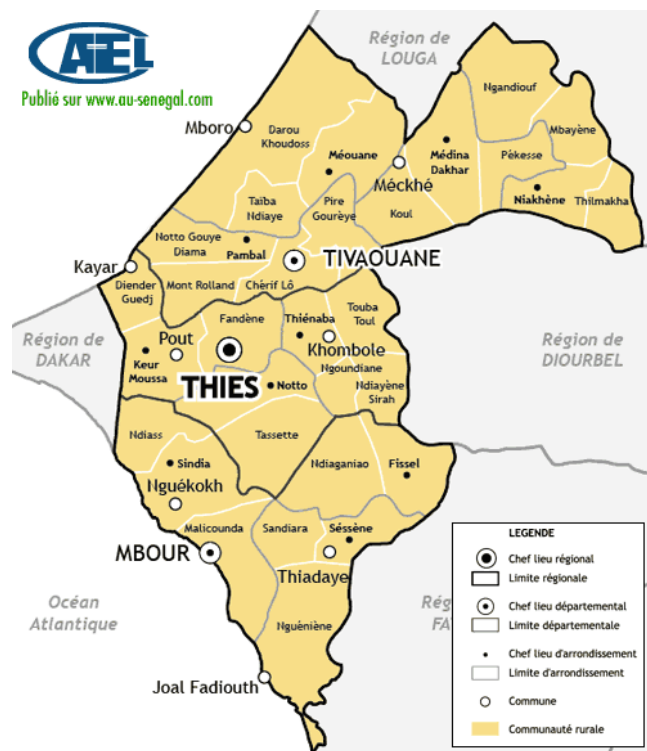 ATEL
Publié sur www.au-senegal.com
Région de
LOUGA
Ngandiouf
Mboro
Darou
Khoudoss
Mbayène
Méouane
Médina
Dakhar
Pékesse
Méckhé
Niakhène
Taïba
Ndiaye
Pire
Gourèye
Koul
Thilmakha
Notto Gouye
Diama
Pambal
TIVAOUANE
Kayar
Diender
Guedj
Mont Rolland
Chérif Lô
Région de
DAKAR
Pout
Fandène
Thiénaba
Touba
Toul
Région de
DIOURBEL
Keur
Moussa
Khombole
THIES
Ngoundiane
Notto
Ndiayène
Sirah
Ndiass
Tassette
Sindia
Ndiaganiao
Fissel
Nguékokh
Malicounda
Sandiara
Séssène
MBOUR
Thiadaye
Océan
Atlantique
Nguéniène
Joal Fadiouth
Rég
FA
LEGENDE
Chef lieu régional
Limite régionale
Chef lieu départemental
Limite départementale
Chef lieu d'arrondissement
Limite d'arrondissement
Commune
Communauté rurale